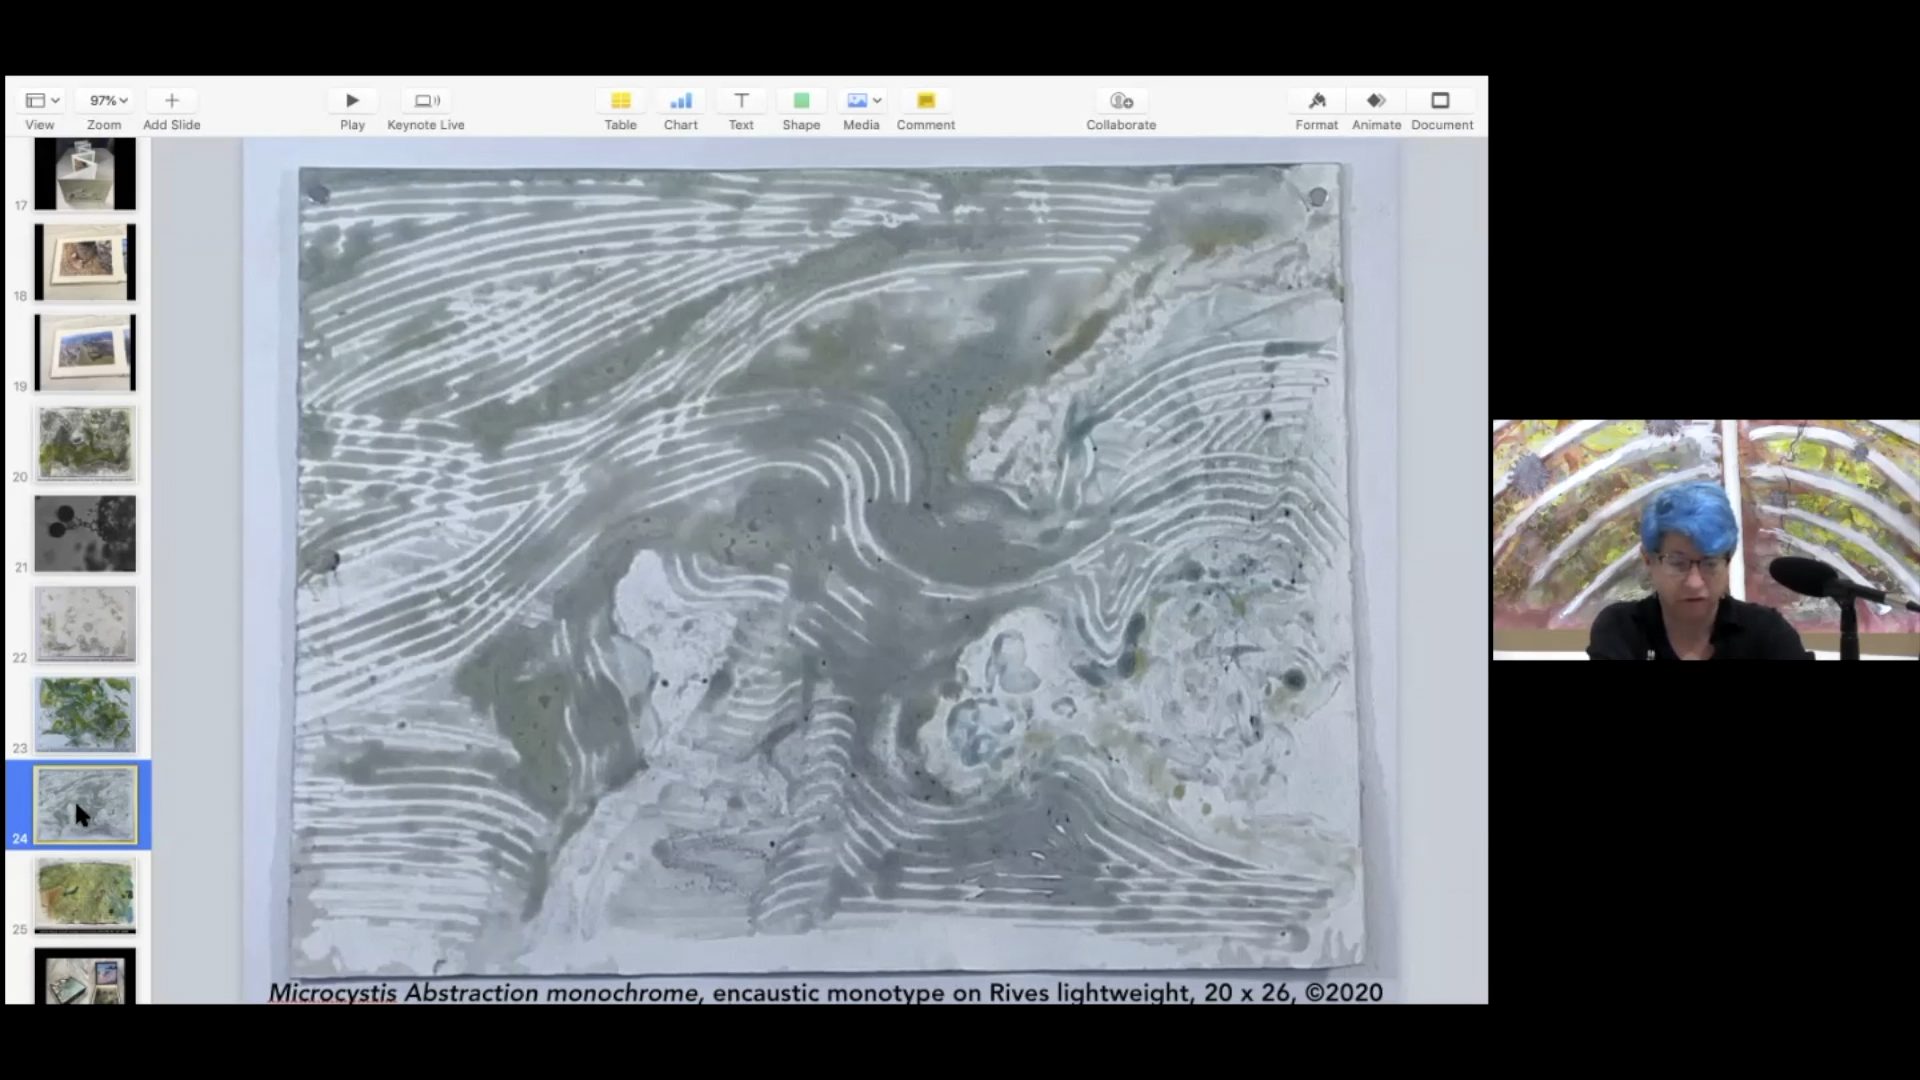 97%
View
Zoom
Add Slide
Play
Keynote Live
Table
Chart
Text
Shape
Media
Comment
Collaborate
Format
Animate
Document
17
18
19
20
21
22
23
24
25
Microcystis Abstraction monochrome, encaustic monotype on Rives lightweight, 20 x 26, ©2020